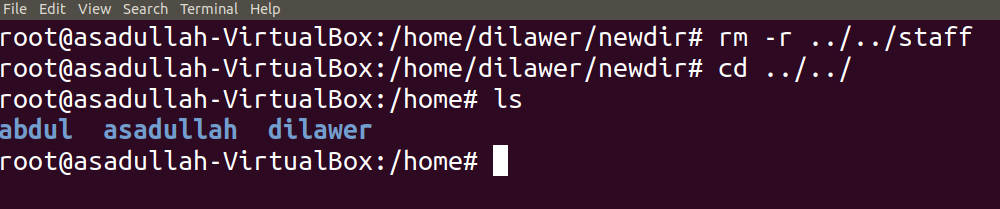 File Edit View Search Terminal Help
root@asadullah-VirtualBox:/home/dilawer/newdir# rm -r ../../staff
root@asadullah-VirtualBox:/home/dilawer/newdir# cd ../../
root@asadullah-VirtualBox:/home# ls
abdul asadullah dilawer
root@asadullah-VirtualBox:/home#